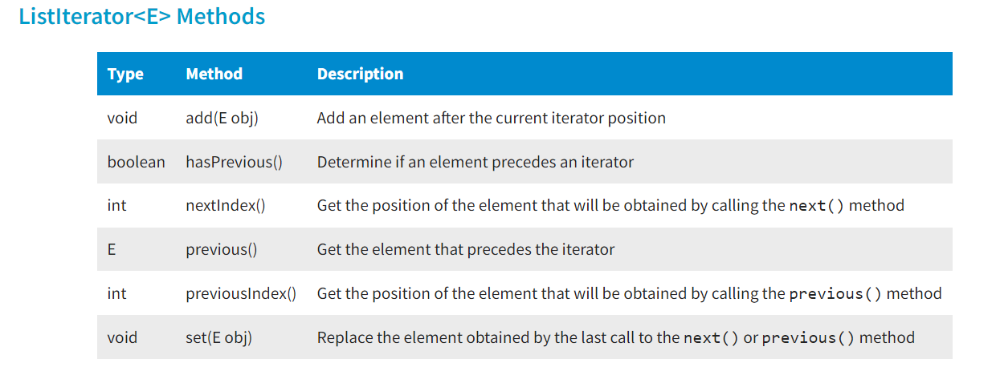 ListIterator<E> Methods
Type Method Description
void add(E obj) Add an element after the current iterator position
boolean hasPrevious() Determine if an element precedes an iterator
int nextIndex() Get the position of the element that will be obtained by calling the next() method
E previous() Get the element that precedes the iterator
int previousIndex() Get the position of the element that will be obtained by calling the previous() method
void set(E obj) Replace the element obtained by the last call to the next() or previous() method